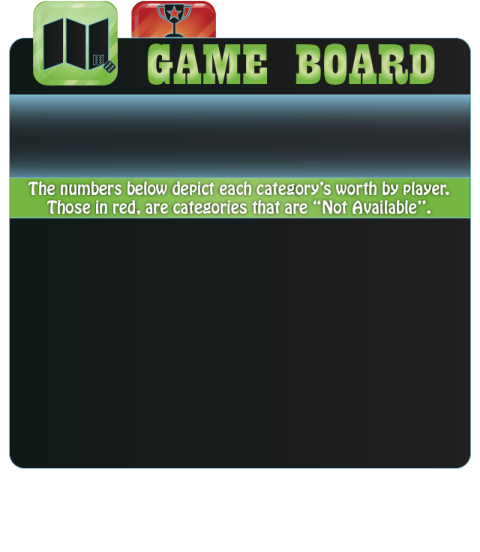 GAME BOARD
The numbers below depict each category's worth by player.
Those in red, are categories that are “Not Available”.